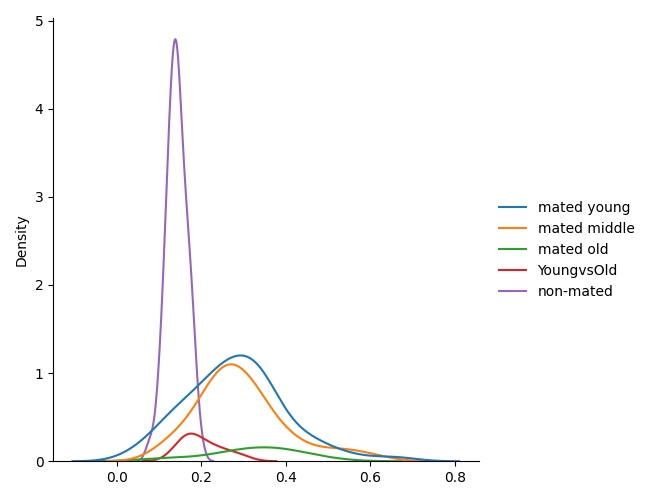 5
4
3
2
1
0
Density
0.0 0.2 0.4 0.6 0.8
mated young
mated middle
mated old
YoungvsOld
non-mated